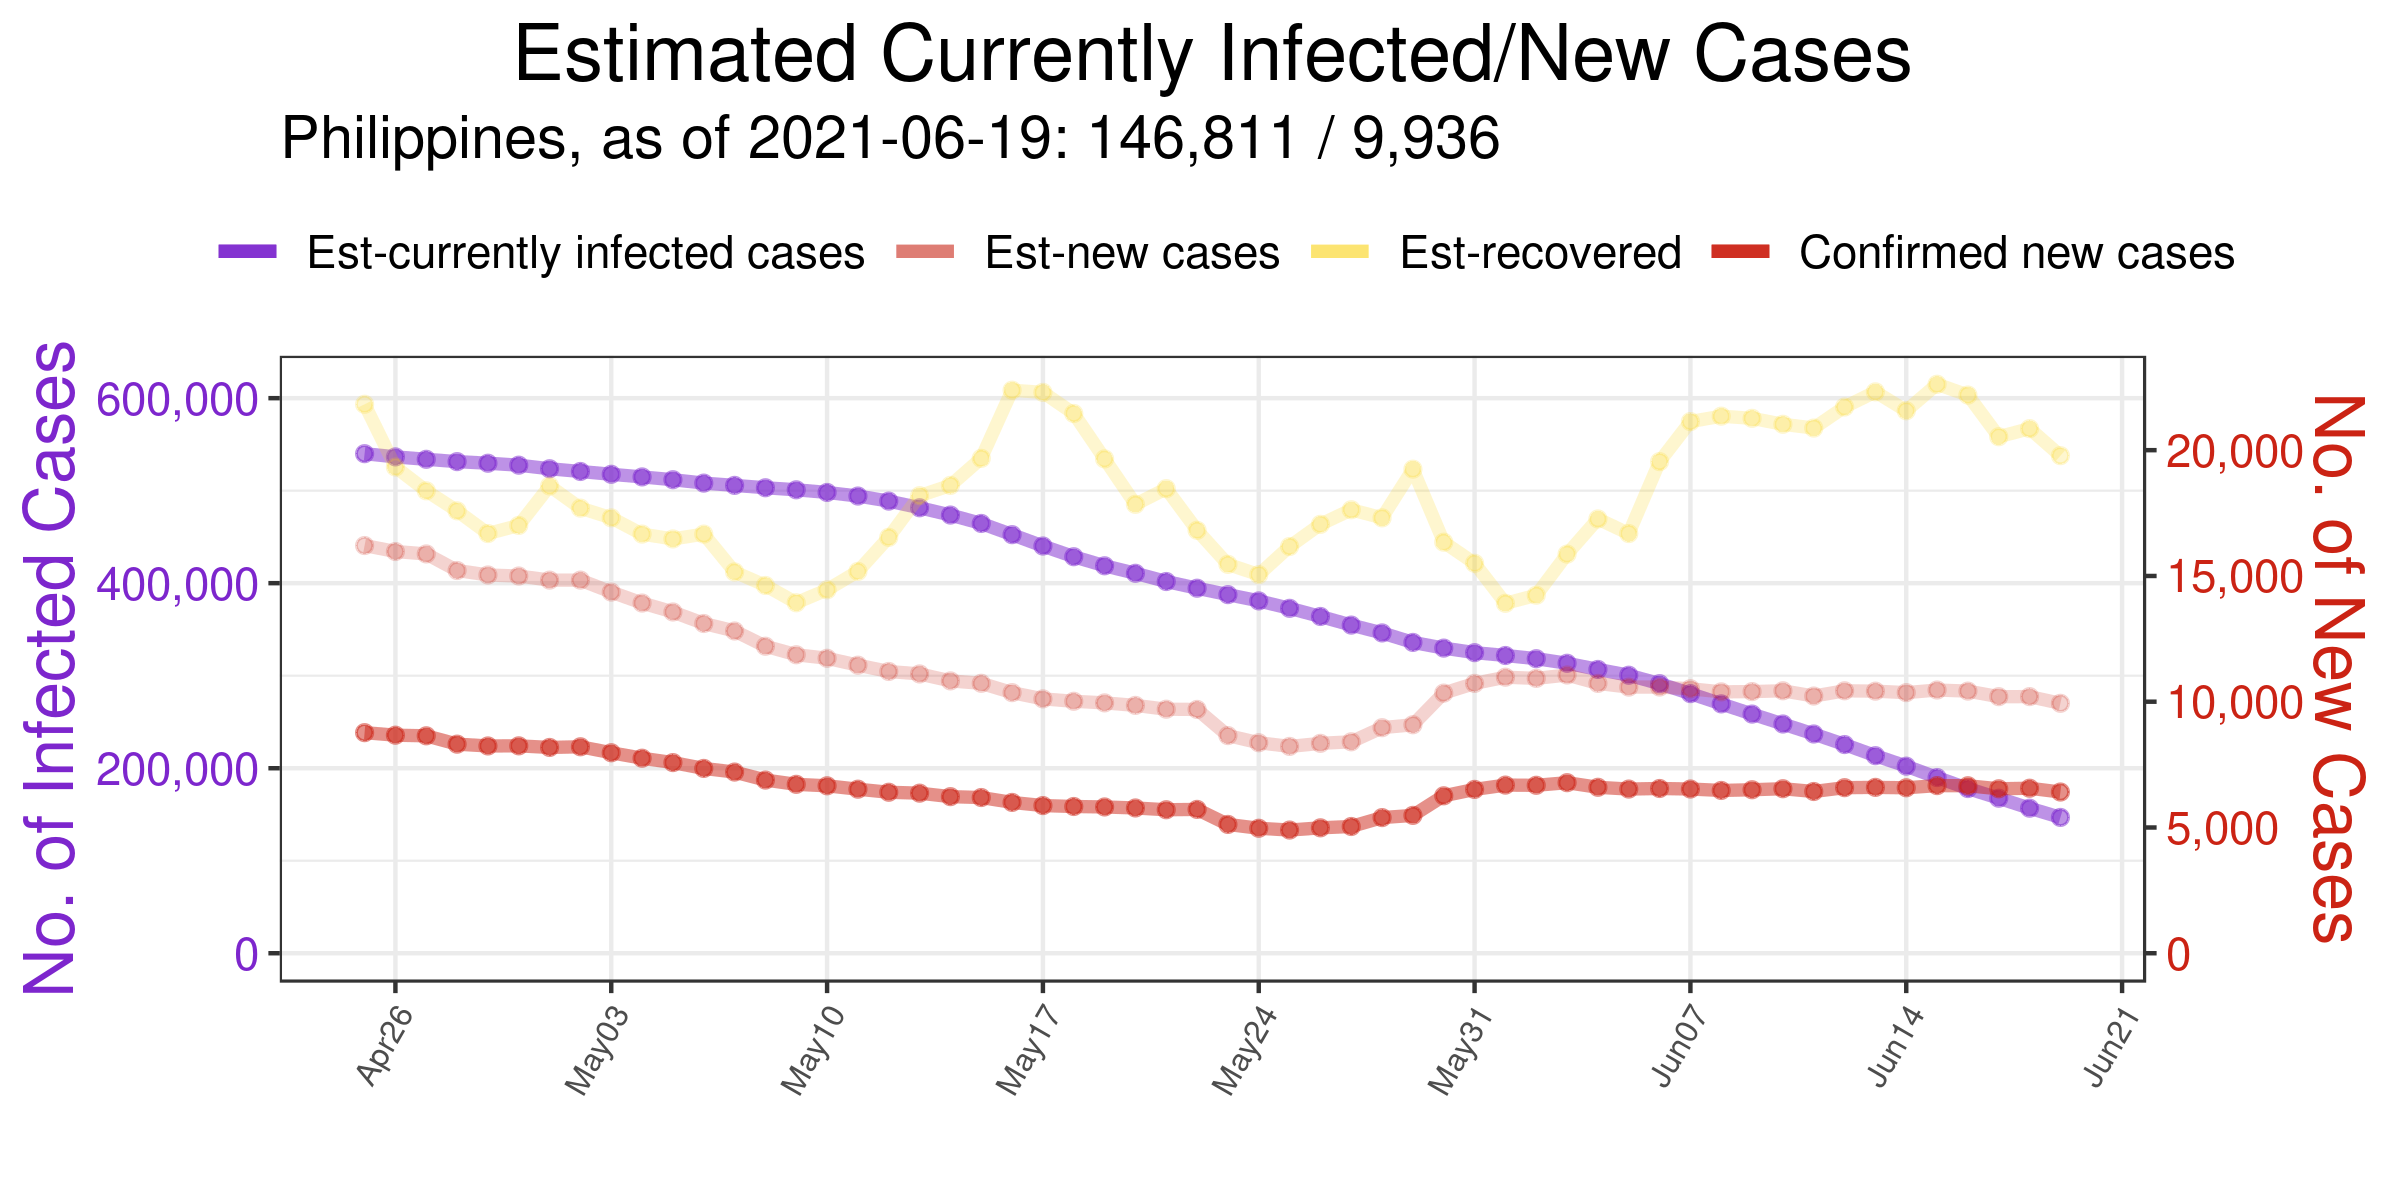 Estimated Currently Infected/New Cases
Philippines, as of 2021-06-19: 146,811 / 9,936
Est-currently infected cases Est-new cases Est-recovered Confirmed new cases
No. of Infected Cases
600,000
400,000
200,000
0
20,000
15,000
10,000
5,000
0
No. of New Cases
Apr26 May03 May10 May17 May24 May31 Jun07 Jun14 Jun21